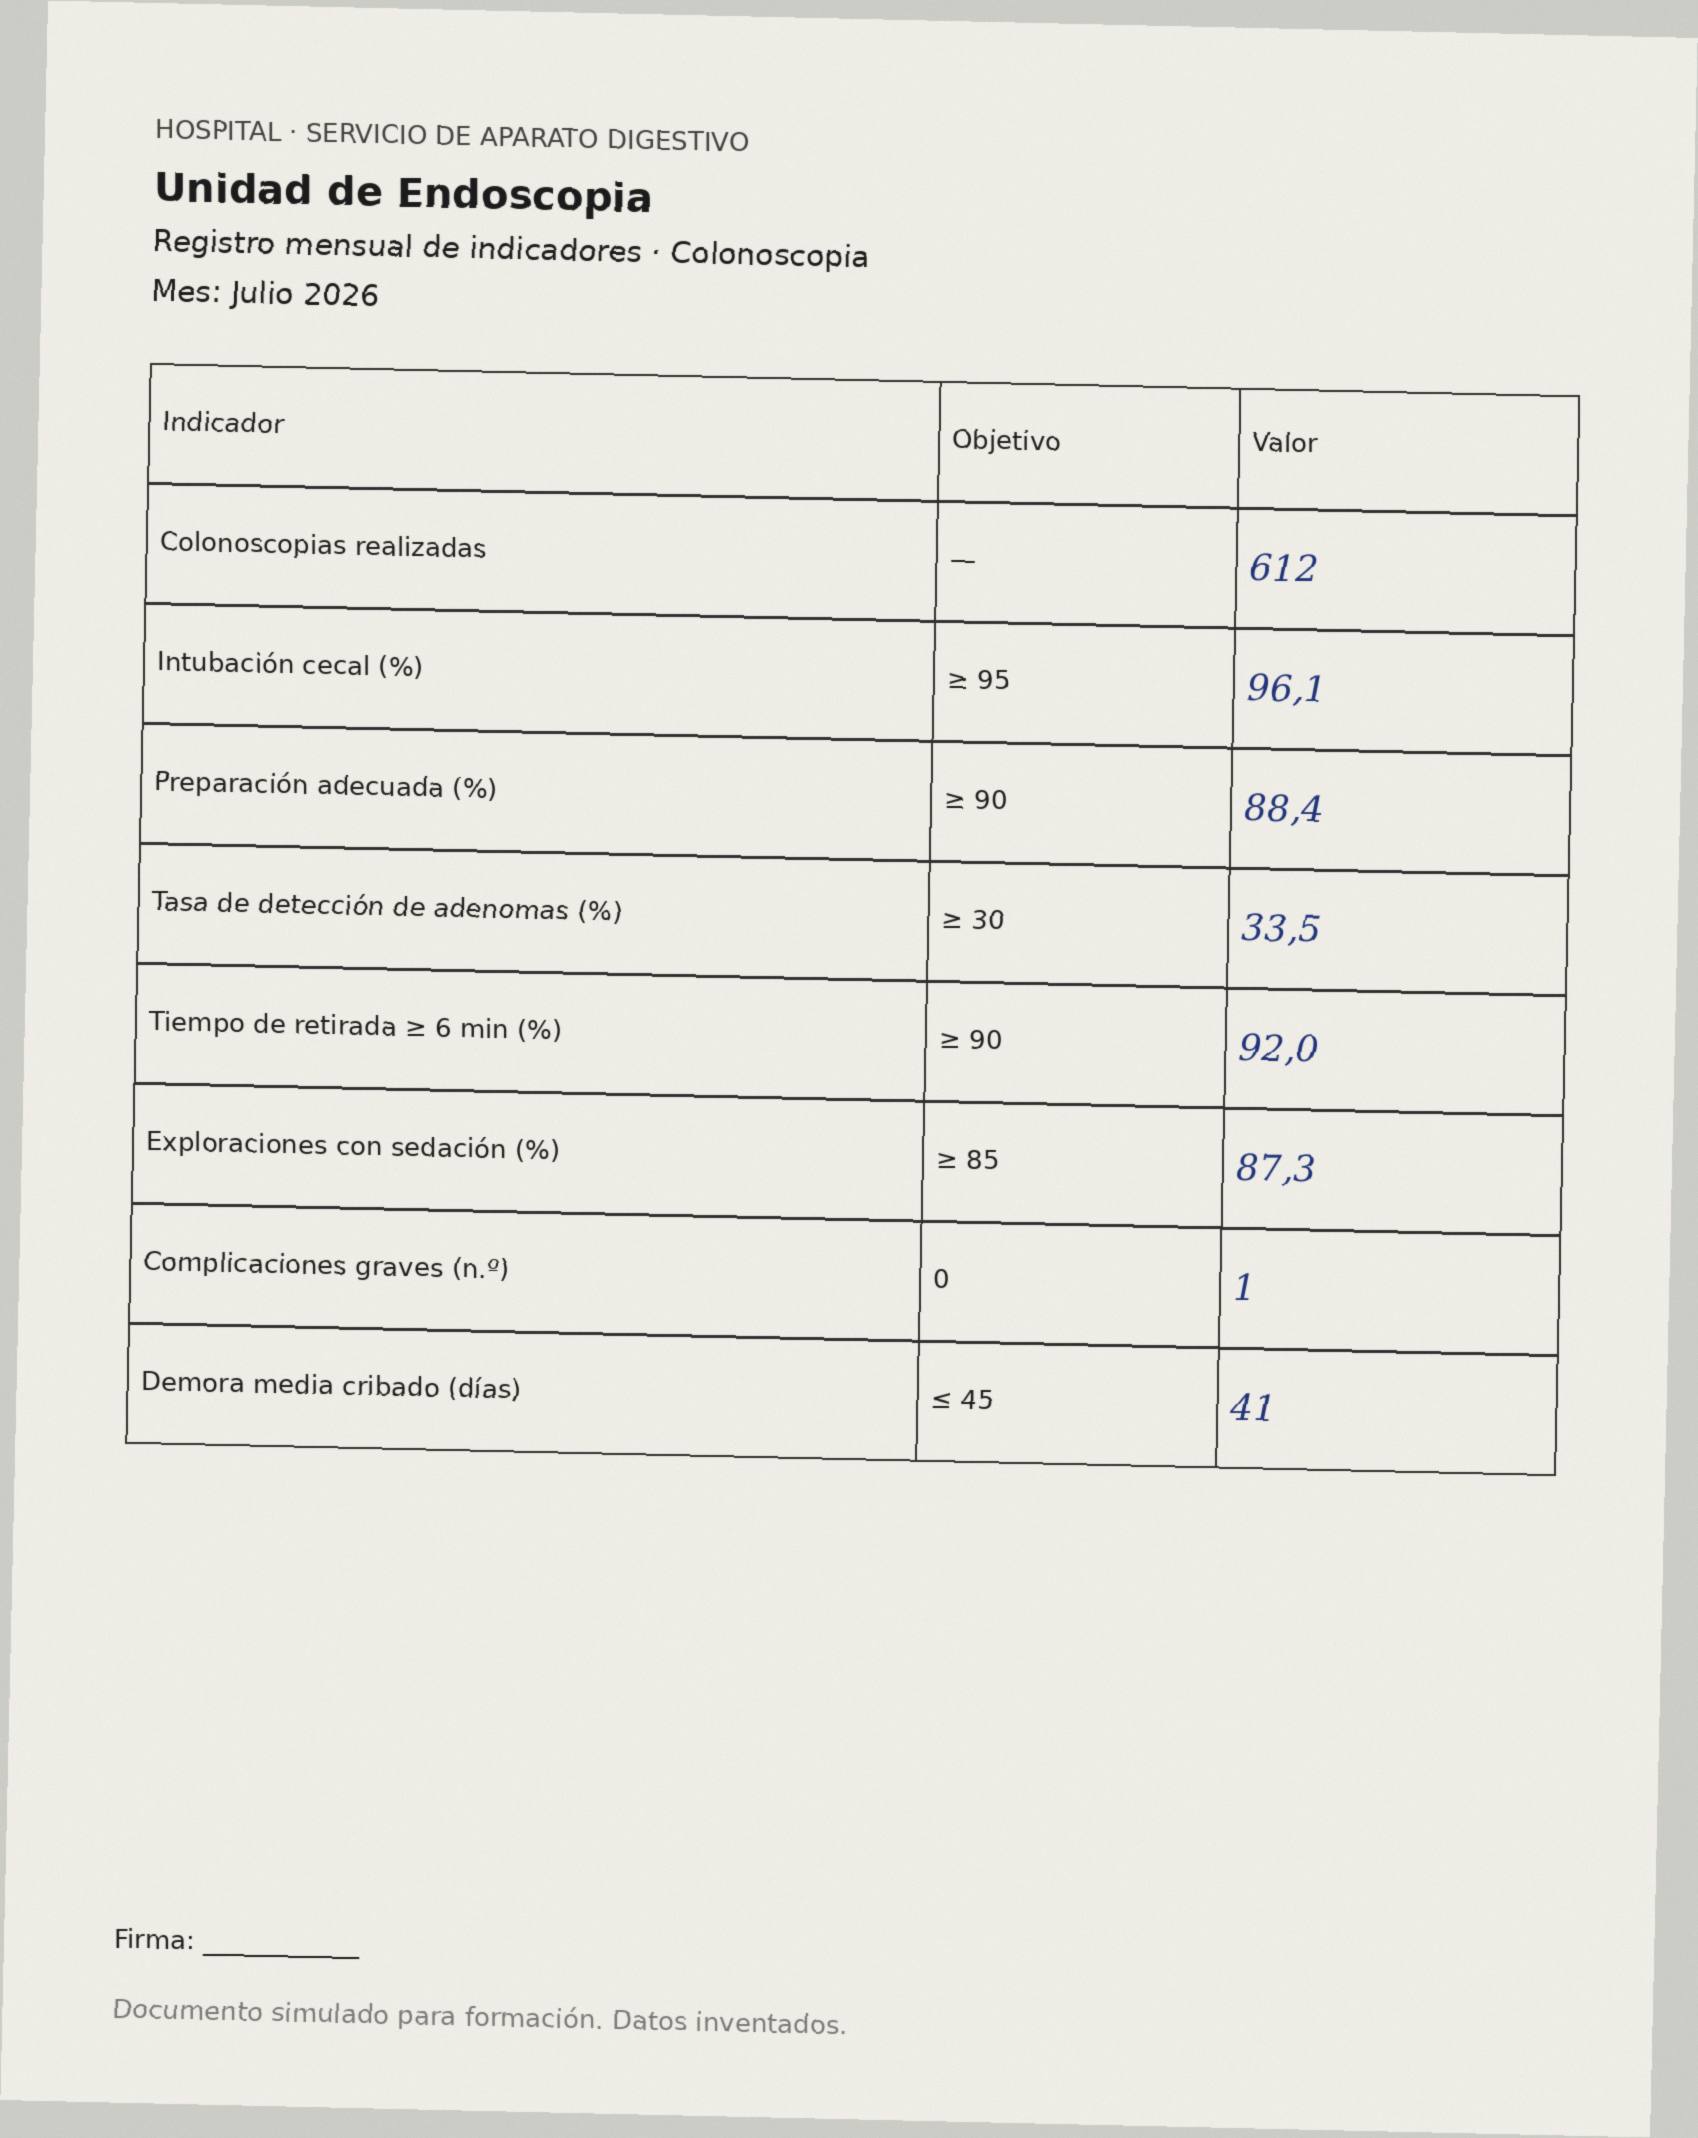 HOSPITAL · SERVICIO DE APARATO DIGESTIVO
Unidad de Endoscopia
Registro mensual de indicadores · Colonoscopia
Mes: Julio 2026
Indicador Objetivo Valor
Colonoscopias realizadas — 612
Intubación cecal (%) ≥ 95 96,1
Preparación adecuada (%) ≥ 90 88,4
Tasa de detección de adenomas (%) ≥ 30 33,5
Tiempo de retirada ≥ 6 min (%) ≥ 90 92,0
Exploraciones con sedación (%) ≥ 85 87,3
Complicaciones graves (n.º) 0 1
Demora media cribado (días) ≤ 45 41
Firma: ____________
Documento simulado para formación. Datos inventados.